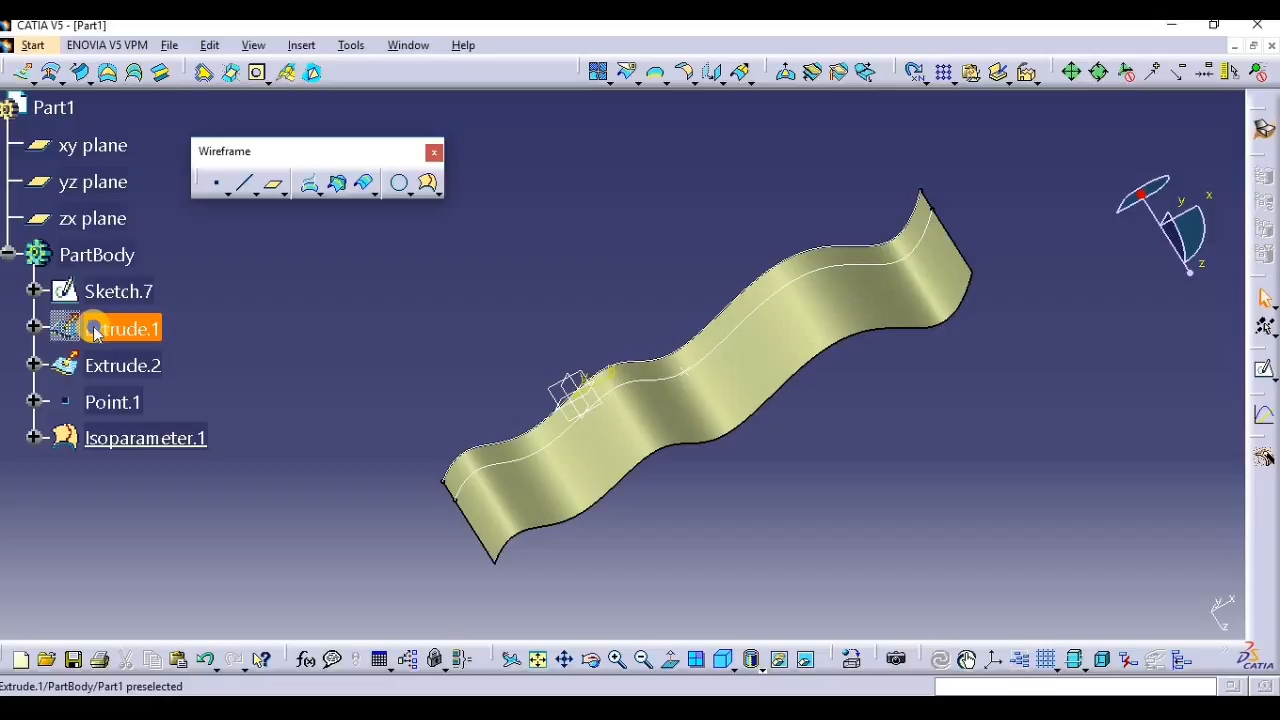 CATIA V5 - [Part1]
Start ENOVIA V5 VPM File Edit View Insert Tools Window Help
Part1
xy plane
yz plane
zx plane
PartBody
Sketch.7
trude.1
Extrude.2
Point.1
Isoparameter.1
Wireframe
x
y
z
y x
z
CATIA
Extrude.1/PartBody/Part1 preselected